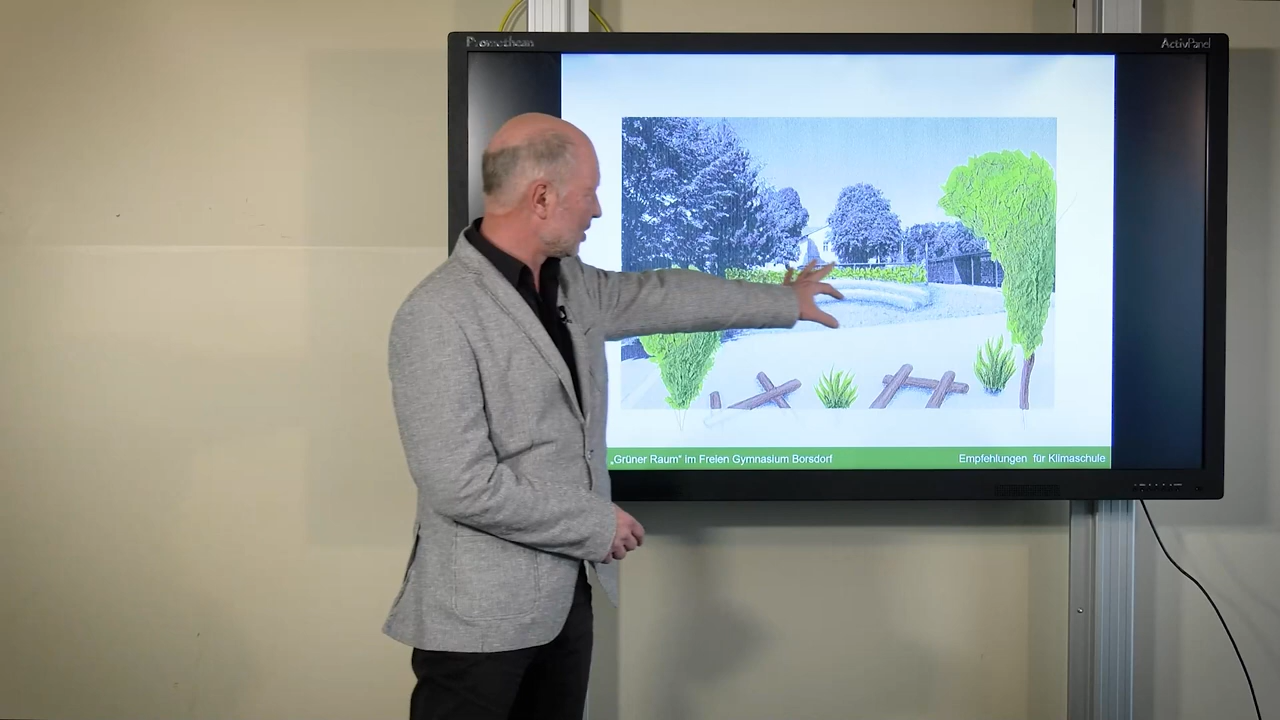 Promethean
ActivPanel
„Grüner Raum" im Freien Gymnasium Borsdorf
Empfehlungen für Klimaschule